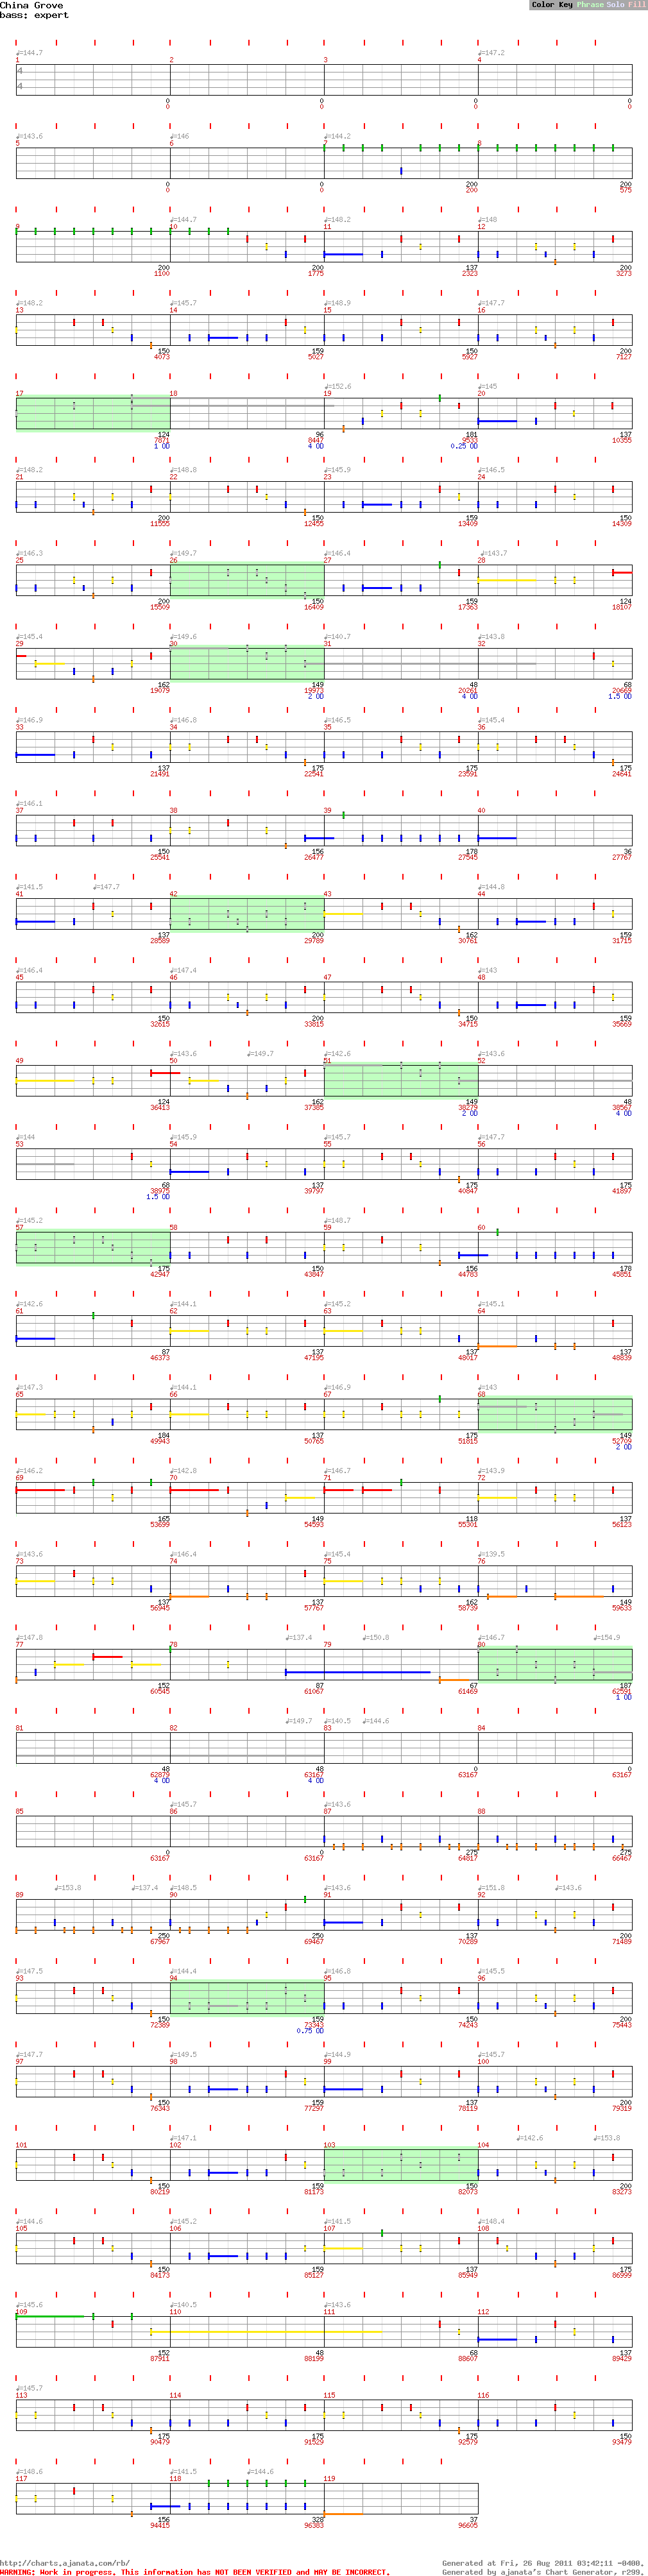 China Grove
bass: expert
Color Key Phrase Solo Fill
♩=144.7 ♩=147.2
1 2 3 4
4
4
0 0 0 0
0 0 0 0
♩=143.6 ♩=146 ♩=144.2
5 6 7 8
0 0 200 200
0 0 200 575
♩=144.7 ♩=148.2 ♩=148
9 10 11 12
200 200 137 200
1100 1775 2323 3273
♩=148.2 ♩=145.7 ♩=148.9 ♩=147.7
13 14 15 16
150 159 150 200
4073 5027 5927 7127
♩=152.6 ♩=145
17 18 19 20
124 96 181 137
7871 8447 9533 10355
1 OD 4 OD 0.25 OD
♩=148.2 ♩=148.8 ♩=145.9 ♩=146.5
21 22 23 24
200 150 159 150
11555 12455 13409 14309
♩=146.3 ♩=149.7 ♩=146.4 ♩=143.7
25 26 27 28
200 150 159 124
15509 16409 17363 18107
♩=145.4 ♩=149.6 ♩=140.7 ♩=143.8
29 30 31 32
162 149 48 68
19079 19973 20261 20669
2 OD 4 OD 1.5 OD
♩=146.9 ♩=146.8 ♩=146.5 ♩=145.4
33 34 35 36
137 175 175 175
21491 22541 23591 24641
♩=146.1
37 38 39 40
150 156 178 36
25541 26477 27545 27767
♩=141.5 ♩=147.7 ♩=144.8
41 42 43 44
137 200 162 159
28589 29789 30761 31715
♩=146.4 ♩=147.4 ♩=143
45 46 47 48
150 200 150 159
32615 33815 34715 35669
♩=143.6 ♩=149.7 ♩=142.6 ♩=143.6
49 50 51 52
124 162 149 48
36413 37385 38279 38567
2 OD 4 OD
♩=144 ♩=145.9 ♩=145.7 ♩=147.7
53 54 55 56
68 137 175 175
38975 39797 40847 41897
1.5 OD
♩=145.2 ♩=148.7
57 58 59 60
175 150 156 178
42947 43847 44783 45851
♩=142.6 ♩=144.1 ♩=145.2 ♩=145.1
61 62 63 64
87 137 137 137
46373 47195 48017 48839
♩=147.3 ♩=144.1 ♩=146.9 ♩=143
65 66 67 68
184 137 175 149
49943 50765 51815 52709
2 OD
♩=146.2 ♩=142.8 ♩=146.7 ♩=143.9
69 70 71 72
165 149 118 137
53699 54593 55301 56123
♩=143.6 ♩=146.4 ♩=145.4 ♩=139.5
73 74 75 76
137 137 162 149
56945 57767 58739 59633
♩=147.8 ♩=137.4 ♩=150.8 ♩=146.7 ♩=154.9
77 78 79 80
152 87 67 187
60545 61067 61469 62591
1 OD
♩=149.7 ♩=140.5 ♩=144.6
81 82 83 84
48 48 0 0
62879 63167 63167 63167
4 OD 4 OD
♩=145.7 ♩=143.6
85 86 87 88
0 0 275 275
63167 63167 64817 66467
♩=153.8 ♩=137.4 ♩=148.5 ♩=143.6 ♩=151.8 ♩=143.6
89 90 91 92
250 250 137 200
67967 69467 70289 71489
♩=147.5 ♩=144.4 ♩=146.8 ♩=145.5
93 94 95 96
150 159 150 200
72389 73343 74243 75443
0.75 OD
♩=147.7 ♩=149.5 ♩=144.9 ♩=145.7
97 98 99 100
150 159 137 200
76343 77297 78119 79319
♩=147.1 ♩=142.6 ♩=153.8
101 102 103 104
150 159 150 200
80219 81173 82073 83273
♩=144.6 ♩=145.2 ♩=141.5 ♩=148.4
105 106 107 108
150 159 137 175
84173 85127 85949 86999
♩=145.6 ♩=140.5 ♩=143.6
109 110 111 112
152 48 68 137
87911 88199 88607 89429
♩=145.7
113 114 115 116
175 175 175 150
90479 91529 92579 93479
♩=148.6 ♩=141.5 ♩=144.6
117 118 119
156 328 37
94415 96383 96605
http://charts.ajanata.com/rb/ Generated at Fri, 26 Aug 2011 03:42:11 -0400.
WARNING: Work in progress. This information has NOT BEEN VERIFIED and MAY BE INCORRECT. Generated by ajanata's Chart Generator, r299.